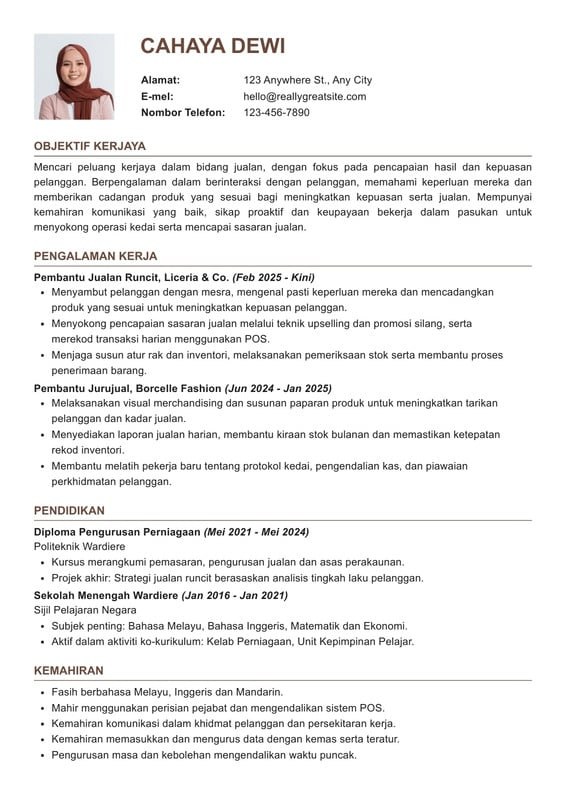 CAHAYA DEWI
Alamat: 123 Anywhere St., Any City
E-mel: hello@reallygreatsite.com
Nombor Telefon: 123-456-7890
OBJEKTIF KERJAYA
Mencari peluang kerjaya dalam bidang jualan, dengan fokus pada pencapaian hasil dan kepuasan
pelanggan. Berpengalaman dalam berinteraksi dengan pelanggan, memahami keperluan mereka dan
memberikan cadangan produk yang sesuai bagi meningkatkan kepuasan serta jualan. Mempunyai
kemahiran komunikasi yang baik, sikap proaktif dan keupayaan bekerja dalam pasukan untuk
menyokong operasi kedai serta mencapai sasaran jualan.
PENGALAMAN KERJA
Pembantu Jualan Runcit, Liceria & Co. (Feb 2025 - Kini)
• Menyambut pelanggan dengan mesra, mengenal pasti keperluan mereka dan mencadangkan
produk yang sesuai untuk meningkatkan kepuasan pelanggan.
• Menyokong pencapaian sasaran jualan melalui teknik upselling dan promosi silang, serta
merekod transaksi harian menggunakan POS.
• Menjaga susun atur rak dan inventori, melaksanakan pemeriksaan stok serta membantu proses
penerimaan barang.
Pembantu Jurujual, Borcelle Fashion (Jun 2024 - Jan 2025)
• Melaksanakan visual merchandising dan susunan paparan produk untuk meningkatkan tarikan
pelanggan dan kadar jualan.
• Menyediakan laporan jualan harian, membantu kiraan stok bulanan dan memastikan ketepatan
rekod inventori.
• Membantu melatih pekerja baru tentang protokol kedai, pengendalian kas, dan piawaian
perkhidmatan pelanggan.
PENDIDIKAN
Diploma Pengurusan Perniagaan (Mei 2021 - Mei 2024)
Politeknik Wardiere
• Kursus merangkumi pemasaran, pengurusan jualan dan asas perakaunan.
• Projek akhir: Strategi jualan runcit berasaskan analisis tingkah laku pelanggan.
Sekolah Menengah Wardiere (Jan 2016 - Jan 2021)
Sijil Pelajaran Negara
• Subjek penting: Bahasa Melayu, Bahasa Inggeris, Matematik dan Ekonomi.
• Aktif dalam aktiviti ko-kurikulum: Kelab Perniagaan, Unit Kepimpinan Pelajar.
KEMAHIRAN
• Fasih berbahasa Melayu, Inggeris dan Mandarin.
• Mahir menggunakan perisian pejabat dan mengendalikan sistem POS.
• Kemahiran komunikasi dalam khidmat pelanggan dan persekitaran kerja.
• Kemahiran memasukkan dan mengurus data dengan kemas serta teratur.
• Pengurusan masa dan kebolehan mengendalikan waktu puncak.